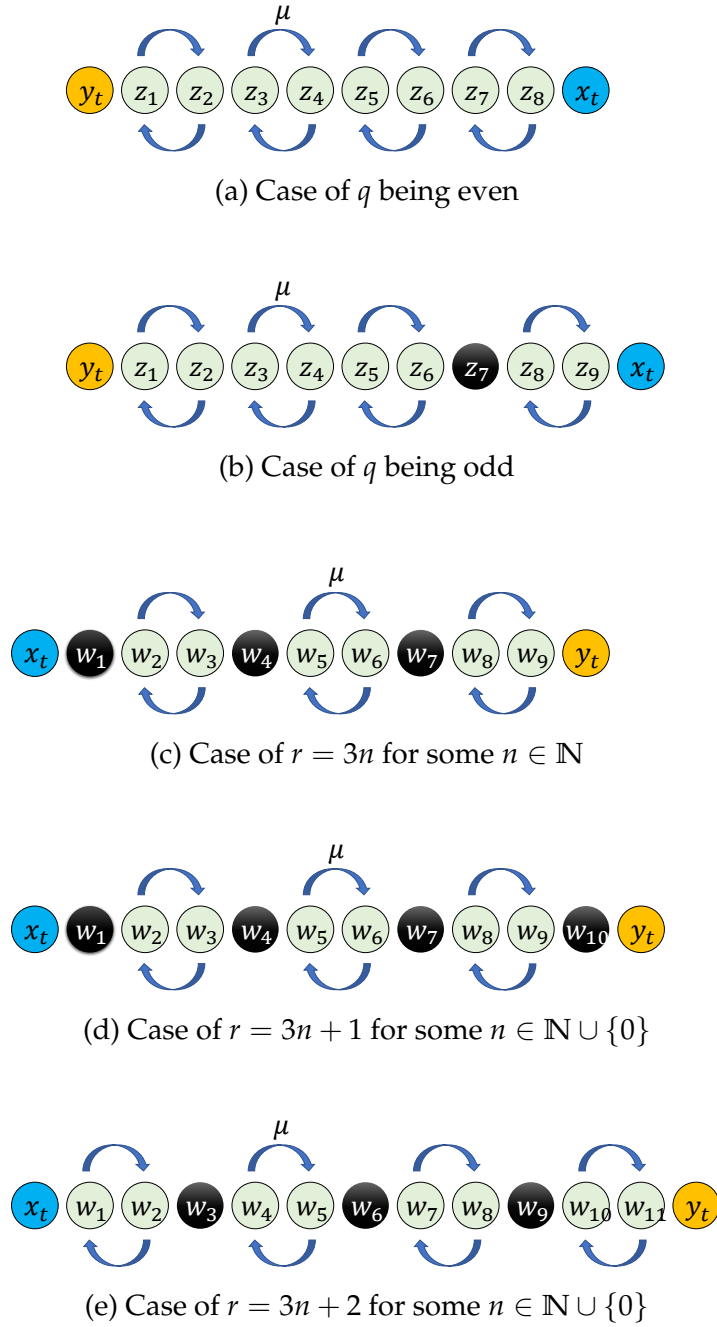 μ
y_t z_1 z_2 z_3 z_4 z_5 z_6 z_7 z_8 x_t
(a) Case of q being even
μ
y_t z_1 z_2 z_3 z_4 z_5 z_6 z_7 z_8 z_9 x_t
(b) Case of q being odd
μ
x_t w_1 w_2 w_3 w_4 w_5 w_6 w_7 w_8 w_9 y_t
(c) Case of r = 3n for some n ∈ ℕ
μ
x_t w_1 w_2 w_3 w_4 w_5 w_6 w_7 w_8 w_9 w_10 y_t
(d) Case of r = 3n + 1 for some n ∈ ℕ ∪ {0}
μ
x_t w_1 w_2 w_3 w_4 w_5 w_6 w_7 w_8 w_9 w_10 w_11 y_t
(e) Case of r = 3n + 2 for some n ∈ ℕ ∪ {0}